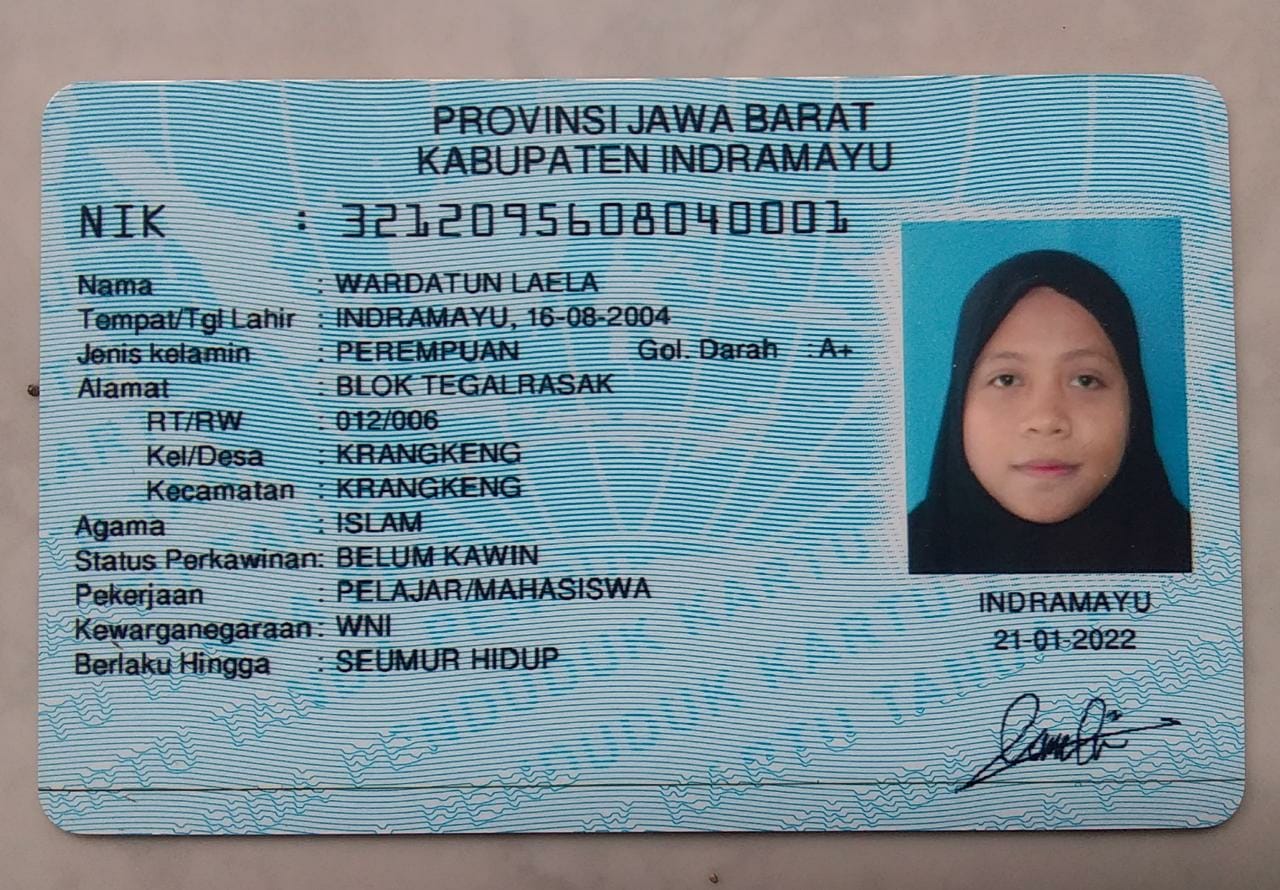 PROVINSI JAWA BARAT
KABUPATEN INDRAMAYU
NIK : 3212095608040001
Nama : WARDATUN LAELA
Tempat/Tgl Lahir : INDRAMAYU, 16-08-2004
Jenis kelamin : PEREMPUAN Gol. Darah : A+
Alamat : BLOK TEGALRASAK
RT/RW : 012/006
Kel/Desa : KRANGKENG
Kecamatan : KRANGKENG
Agama : ISLAM
Status Perkawinan: BELUM KAWIN
Pekerjaan : PELAJAR/MAHASISWA
Kewarganegaraan : WNI
Berlaku Hingga : SEUMUR HIDUP
INDRAMAYU
21-01-2022